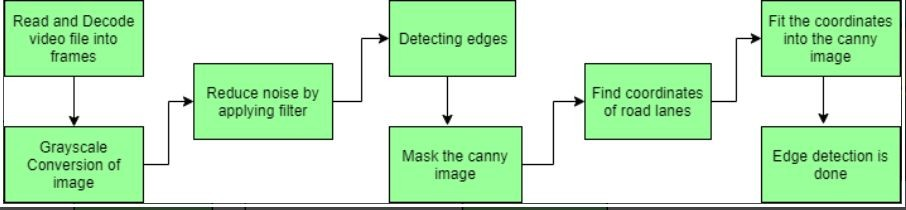 Read and Decode
video file into
frames
Grayscale
Conversion of
image
Reduce noise by
applying filter
Detecting edges
Mask the canny
image
Find coordinates
of road lanes
Fit the coordinates
into the canny
image
Edge detection is
done